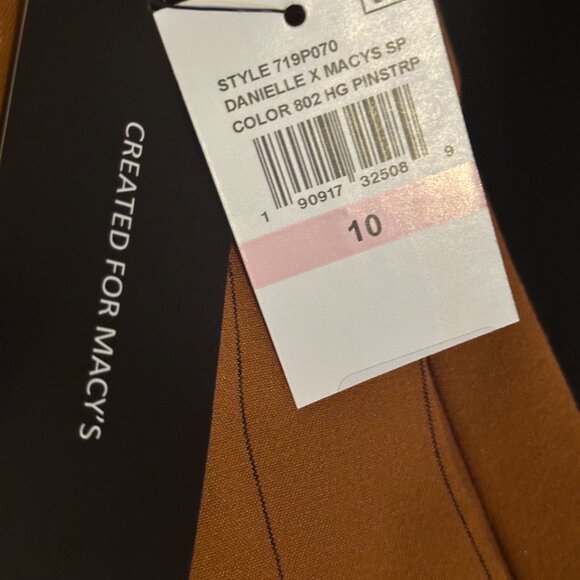 STYLE 719P070
DANIELLE X MACYS SP
COLOR 802 HG PINSTRP
1 90917 32508 9
10
CREATED FOR MACY'S